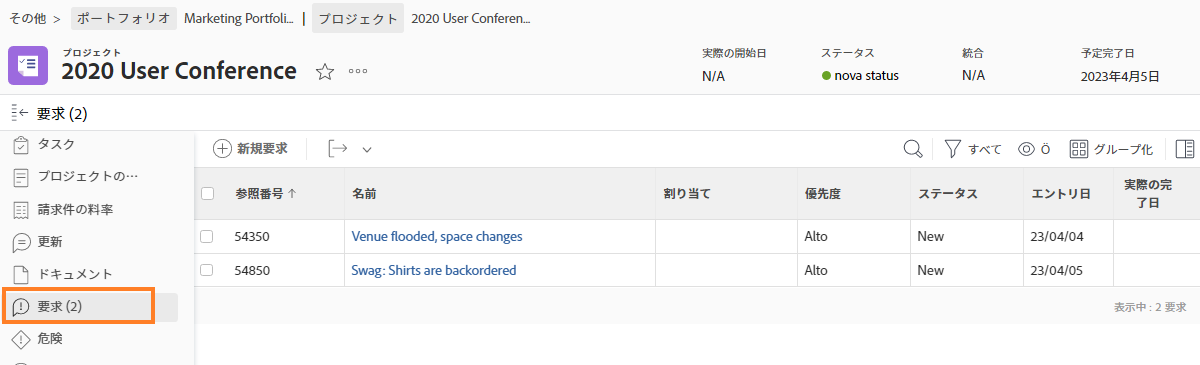 その他 > ポートフォリオ Marketing Portfoli... | プロジェクト 2020 User Conferen...
プロジェクト
2020 User Conference
実際の開始日 ステータス 統合 予定完了日
N/A nova status N/A 2023年4月5日
要求 (2)
タスク
プロジェクトの…
請求件の料率
更新
ドキュメント
要求 (2)
危険
新規要求 すべて Ö グループ化
参照番号 ↑ 名前 割り当て 優先度 ステータス エントリ日 実際の完
了日
54350 Venue flooded, space changes Alto New 23/04/04
54850 Swag: Shirts are backordered Alto New 23/04/05
表示中 : 2 要求